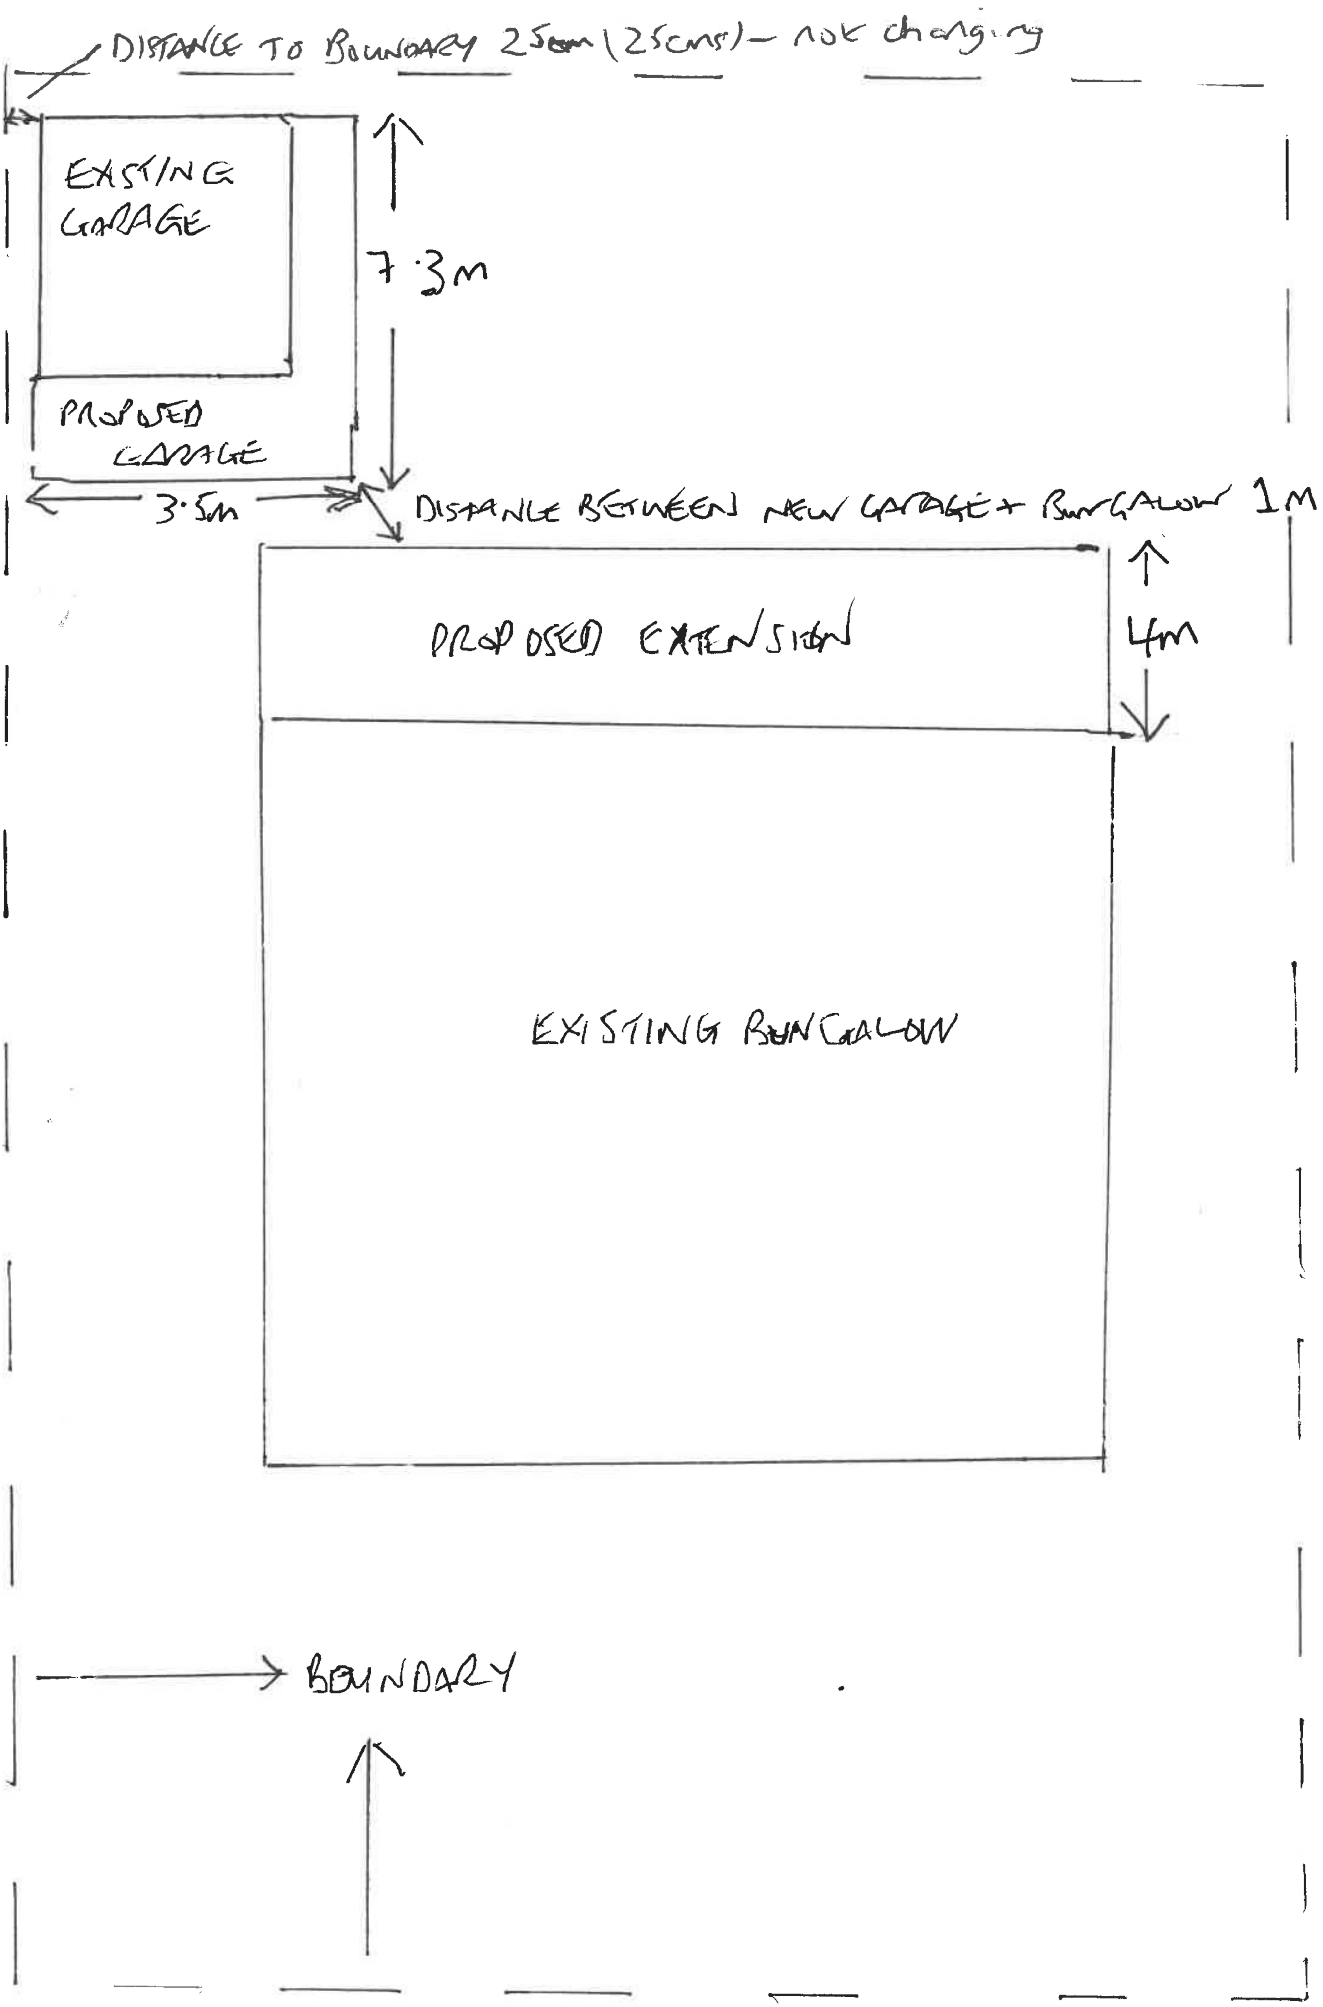 DISTANCE TO BOUNDARY 25cm (25cms) - not changing
EXISTING
GARAGE
7.3m
PROPOSED
GARAGE
3.5m
DISTANCE BETWEEN NEW GARAGE + BUNGALOW 1M
PROPOSED EXTENSION
4m
EXISTING BUNGALOW
BOUNDARY